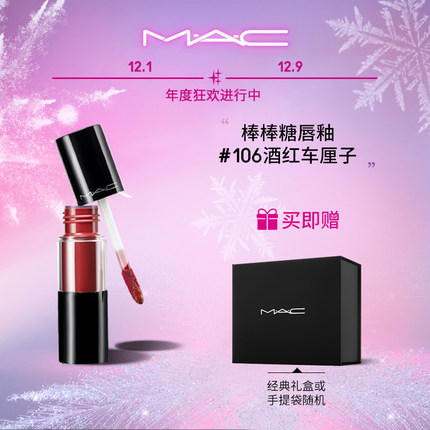 M·A·C
12.1 12.9
年度狂欢进行中
“棒棒糖唇釉
#106酒红车厘子”
买即赠
MAC
MAC
经典礼盒或
手提袋随机